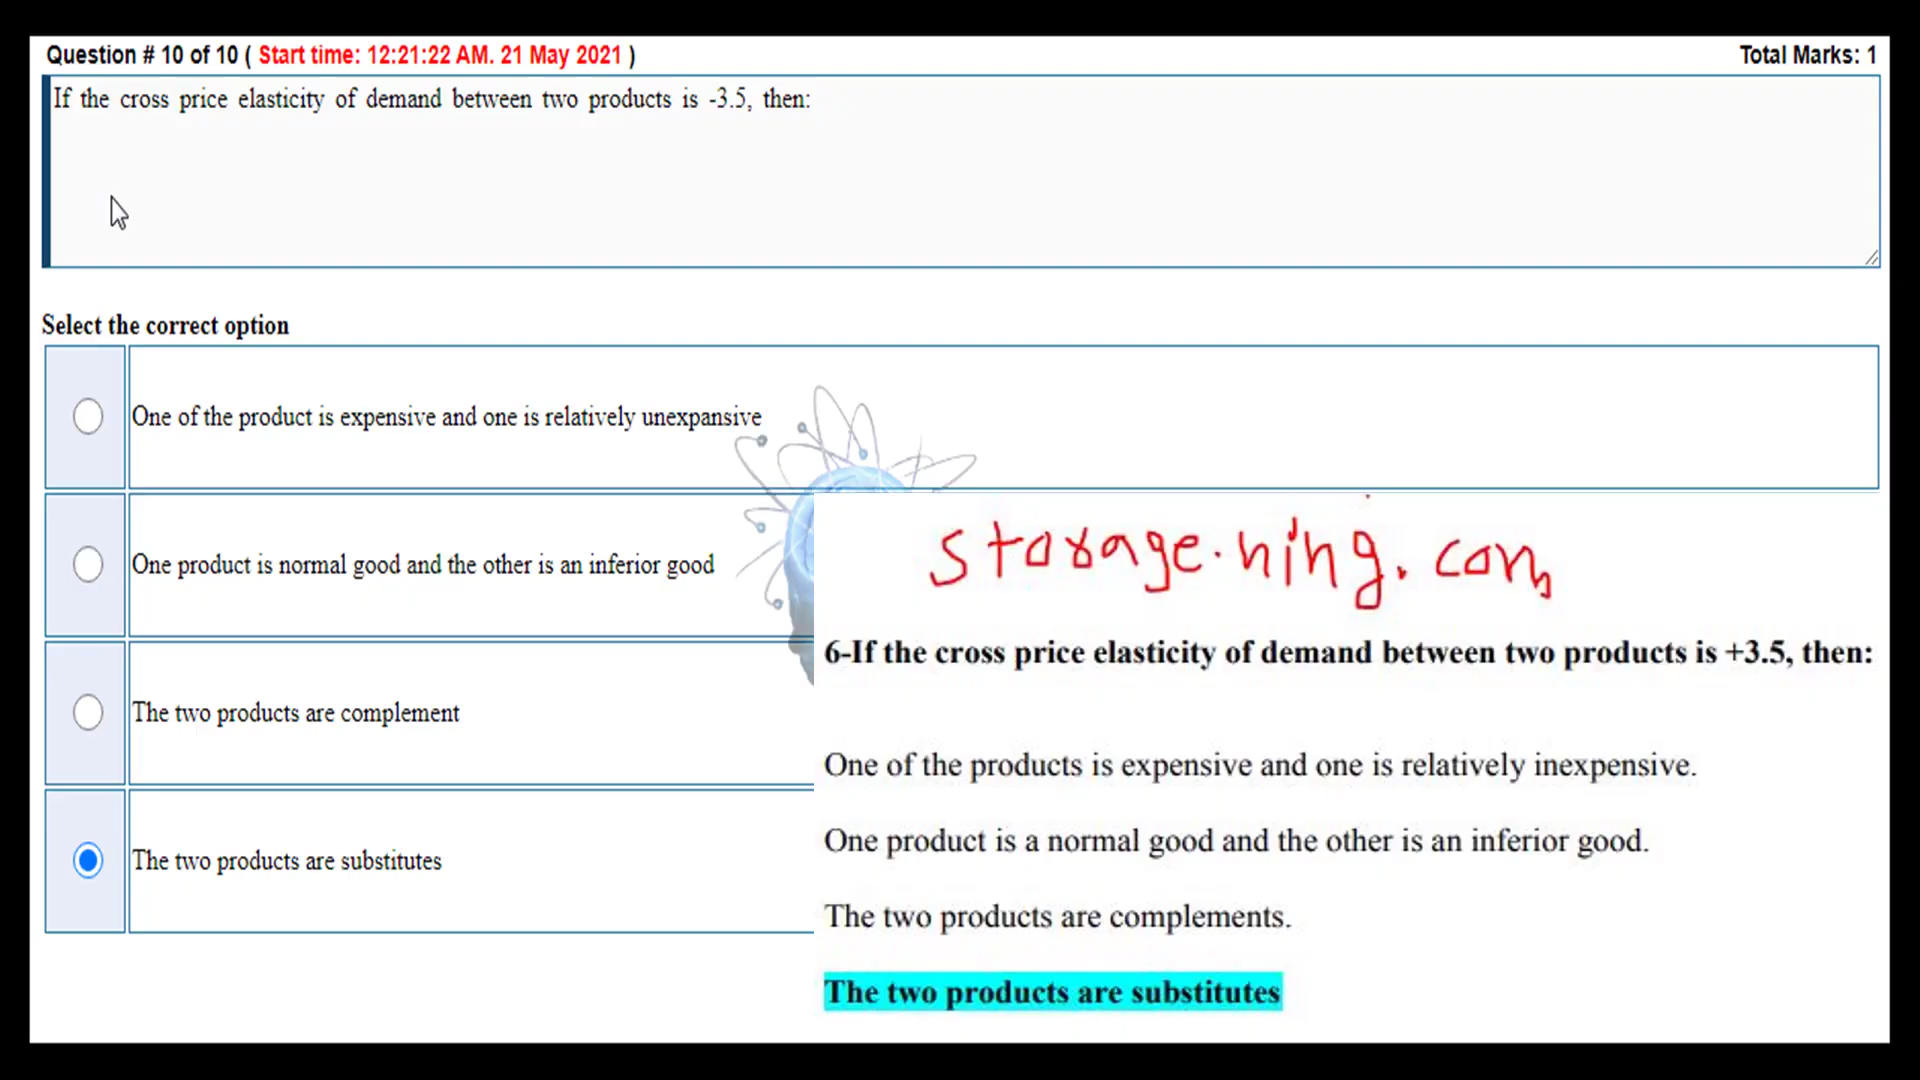 Question # 10 of 10 ( Start time: 12:21:22 AM. 21 May 2021 )
Total Marks: 1
If the cross price elasticity of demand between two products is -3.5, then:
Select the correct option
One of the product is expensive and one is relatively unexpansive
One product is normal good and the other is an inferior good
The two products are complement
The two products are substitutes
storage.ning.com
6-If the cross price elasticity of demand between two products is +3.5, then:
One of the products is expensive and one is relatively inexpensive.
One product is a normal good and the other is an inferior good.
The two products are complements.
The two products are substitutes